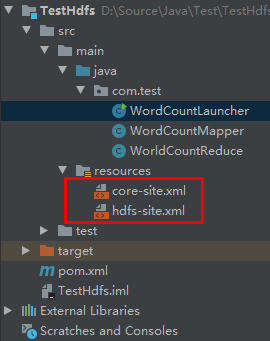 TestHdfs D:\Source\Java\Test\TestHdfs
src
main
java
com.test
WordCountLauncher
WordCountMapper
WorldCountReduce
resources
core-site.xml
hdfs-site.xml
test
target
pom.xml
TestHdfs.iml
External Libraries
Scratches and Consoles